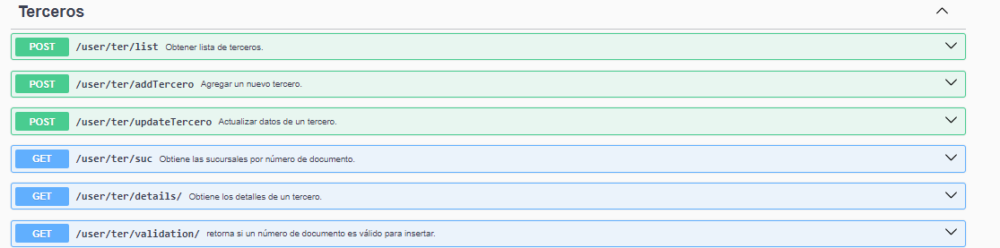 Terceros
POST /user/ter/list Obtener lista de terceros.
POST /user/ter/addTercero Agregar un nuevo tercero.
POST /user/ter/updateTercero Actualizar datos de un tercero.
GET /user/ter/suc Obtiene las sucursales por número de documento.
GET /user/ter/details/ Obtiene los detalles de un tercero.
GET /user/ter/validation/ retorna si un número de documento es válido para insertar.